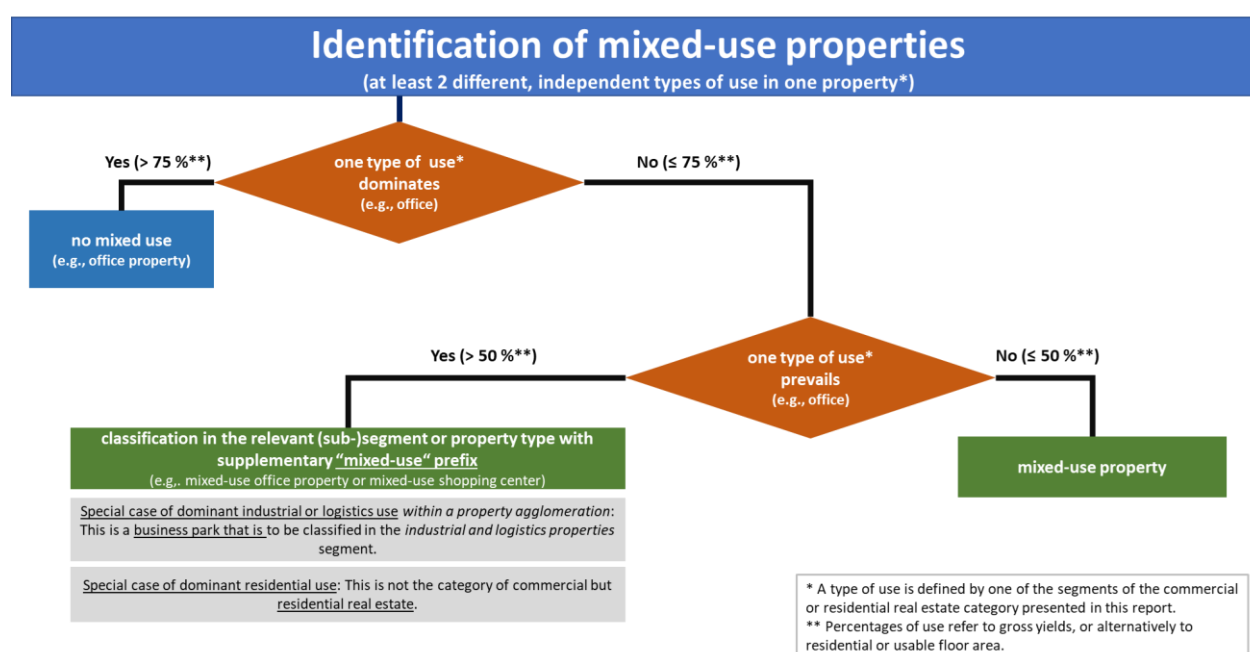 Identification of mixed-use properties
(at least 2 different, independent types of use in one property*)
Yes (> 75 %**)
one type of use*
dominates
(e.g., office)
No (≤ 75 %**)
no mixed use
(e.g., office property)
Yes (> 50 %**)
one type of use*
prevails
(e.g., office)
No (≤ 50 %**)
classification in the relevant (sub-)segment or property type with
supplementary “mixed-use“ prefix
(e.g,. mixed-use office property or mixed-use shopping center)
mixed-use property
Special case of dominant industrial or logistics use within a property agglomeration:
This is a business park that is to be classified in the industrial and logistics properties
segment.
Special case of dominant residential use: This is not the category of commercial but
residential real estate.
* A type of use is defined by one of the segments of the commercial
or residential real estate category presented in this report.
** Percentages of use refer to gross yields, or alternatively to
residential or usable floor area.